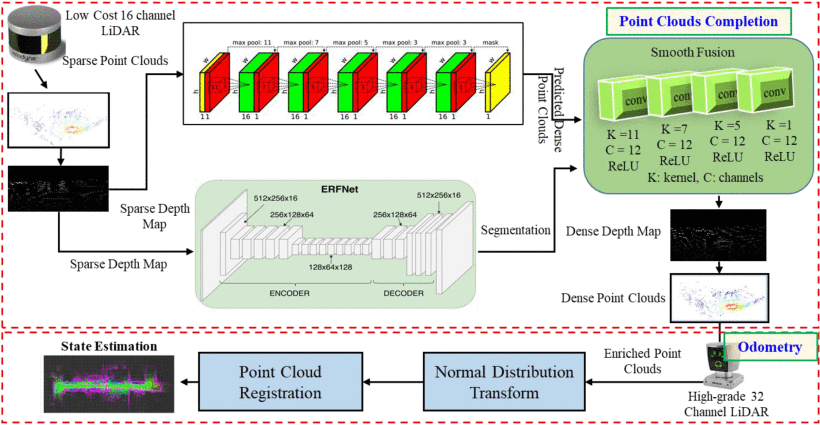 Low Cost 16 channel
LiDAR
Sparse Point Clouds
max pool: 11
max pool: 7
max pool: 5
max pool: 3
max pool: 3
mask
w
w
w
w
w
w
w
h
h
h
h
h
h
h
1 1
16 1
16 1
16 1
16 1
16 1
1
Predicted Dense
Point Clouds
Point Clouds Completion
Smooth Fusion
conv
conv
conv
conv
K =11
C = 12
ReLU
K =7
C = 12
ReLU
K =5
C = 12
ReLU
K =1
C = 12
ReLU
K: kernel, C: channels
Sparse Depth
Map
Sparse Depth Map
ERFNet
512x256x16
256x128x64
128x64x128
256x128x64
512x256x16
ENCODER
DECODER
Segmentation
Dense Depth Map
Dense Point Clouds
Odometry
State Estimation
Point Cloud
Registration
Normal Distribution
Transform
Enriched Point
Clouds
High-grade 32
Channel LiDAR